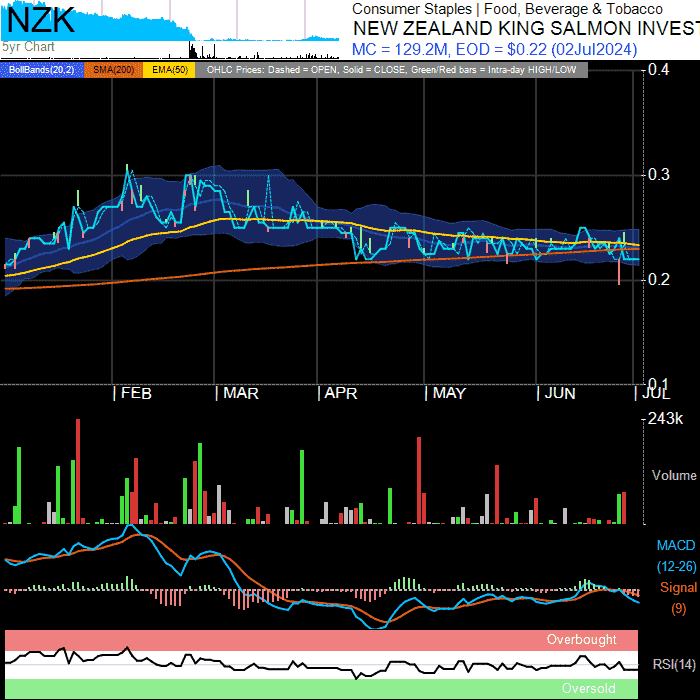 NZK
Consumer Staples | Food, Beverage & Tobacco
NEW ZEALAND KING SALMON INVEST
MC = 129.2M, EOD = $0.22 (02Jul2024)
5yr Chart
BollBands(20,2) SMA(200) EMA(50) OHLC Prices: Dashed = OPEN, Solid = CLOSE, Green/Red bars = Intra-day HIGH/LOW
0.4
0.3
0.2
0.1
FEB MAR APR MAY JUN JUL
243k
Volume
MACD
(12-26)
Signal
(9)
Overbought
RSI(14)
Oversold